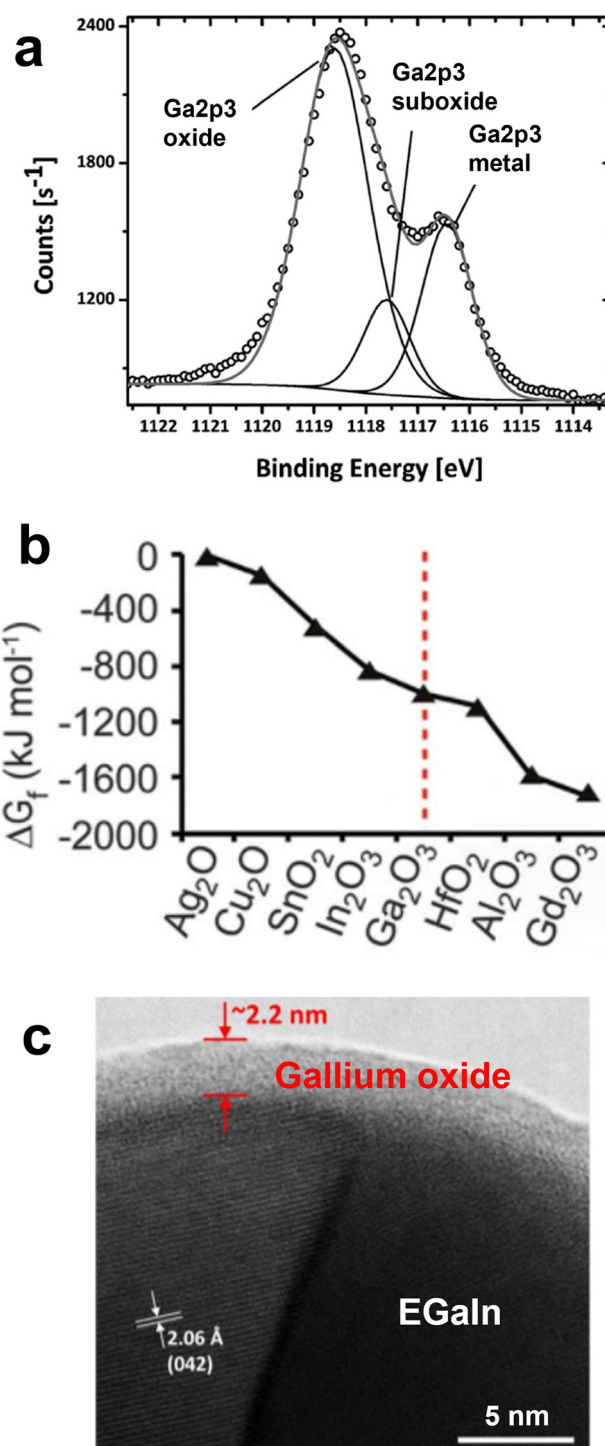 a
2400
1800
1200
Counts [s⁻¹]
Ga2p3
oxide
Ga2p3
suboxide
Ga2p3
metal
1122 1121 1120 1119 1118 1117 1116 1115 1114
Binding Energy [eV]
b
0
-400
-800
-1200
-1600
-2000
ΔG_f (kJ mol⁻¹)
Ag₂O
Cu₂O
SnO₂
In₂O₃
Ga₂O₃
HfO₂
Al₂O₃
Gd₂O₃
c
~2.2 nm
Gallium oxide
EGaIn
2.06 Å
(042)
5 nm